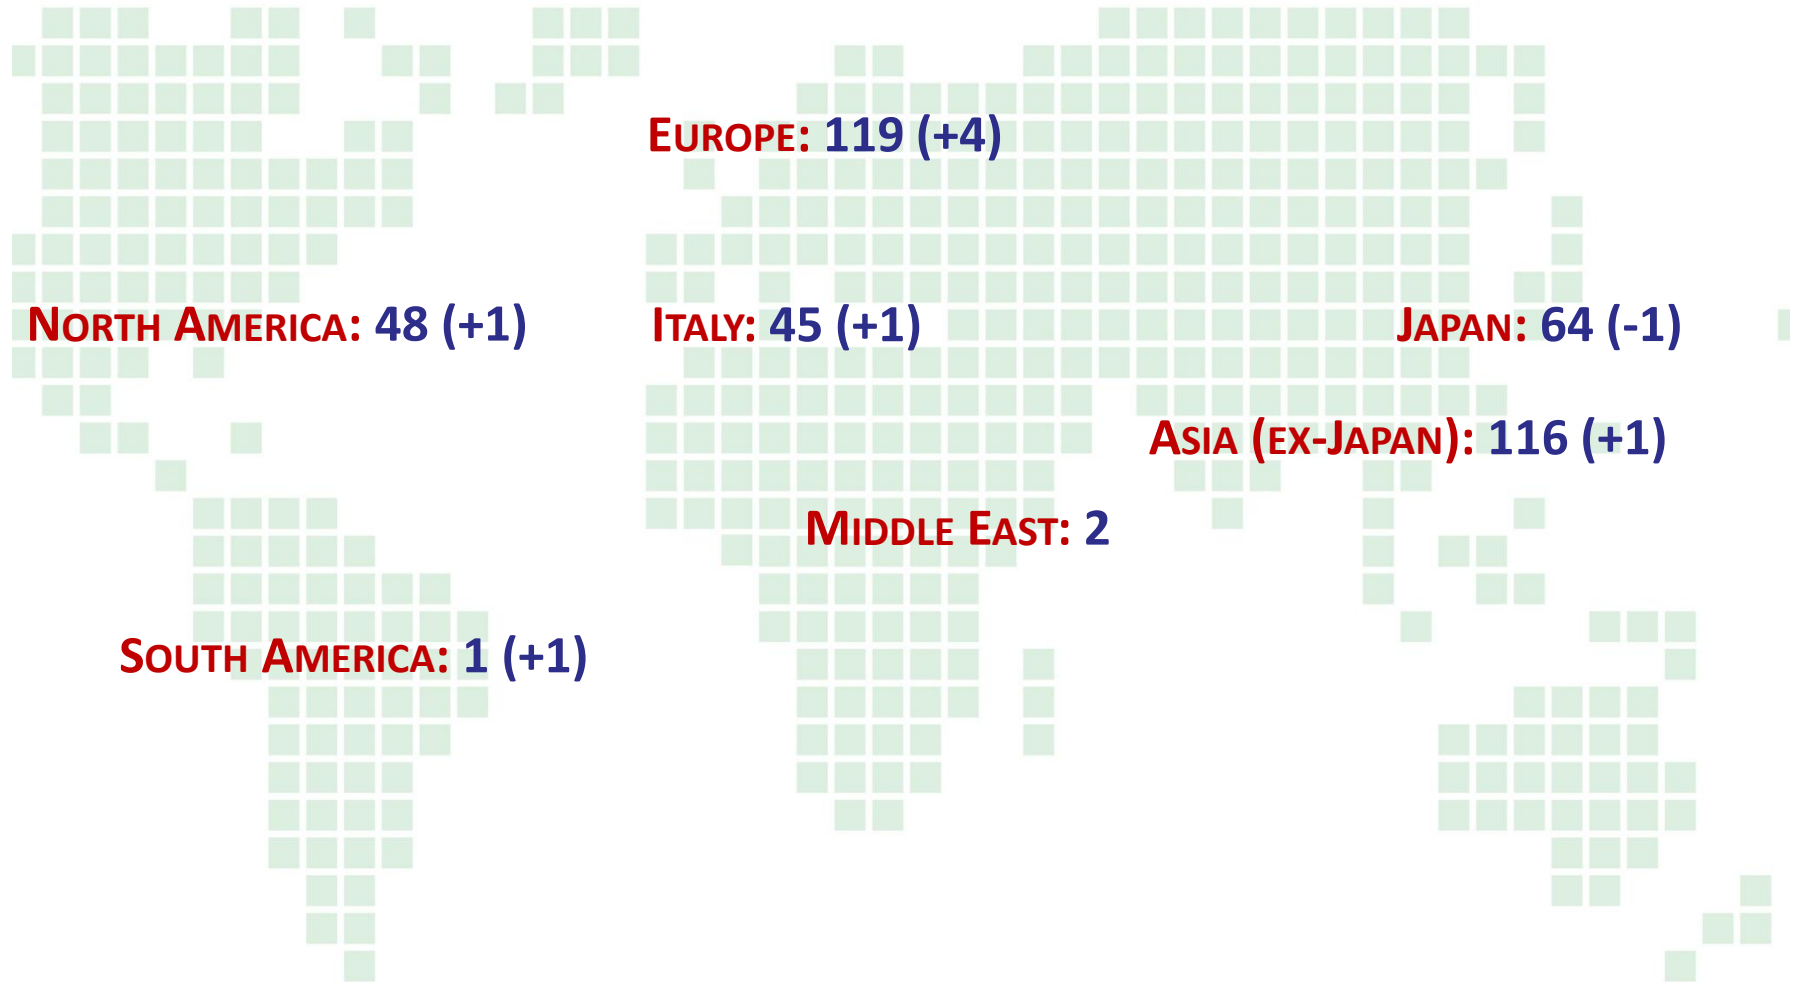 EUROPE: 119 (+4)
NORTH AMERICA: 48 (+1)
ITALY: 45 (+1)
JAPAN: 64 (-1)
ASIA (EX-JAPAN): 116 (+1)
MIDDLE EAST: 2
SOUTH AMERICA: 1 (+1)